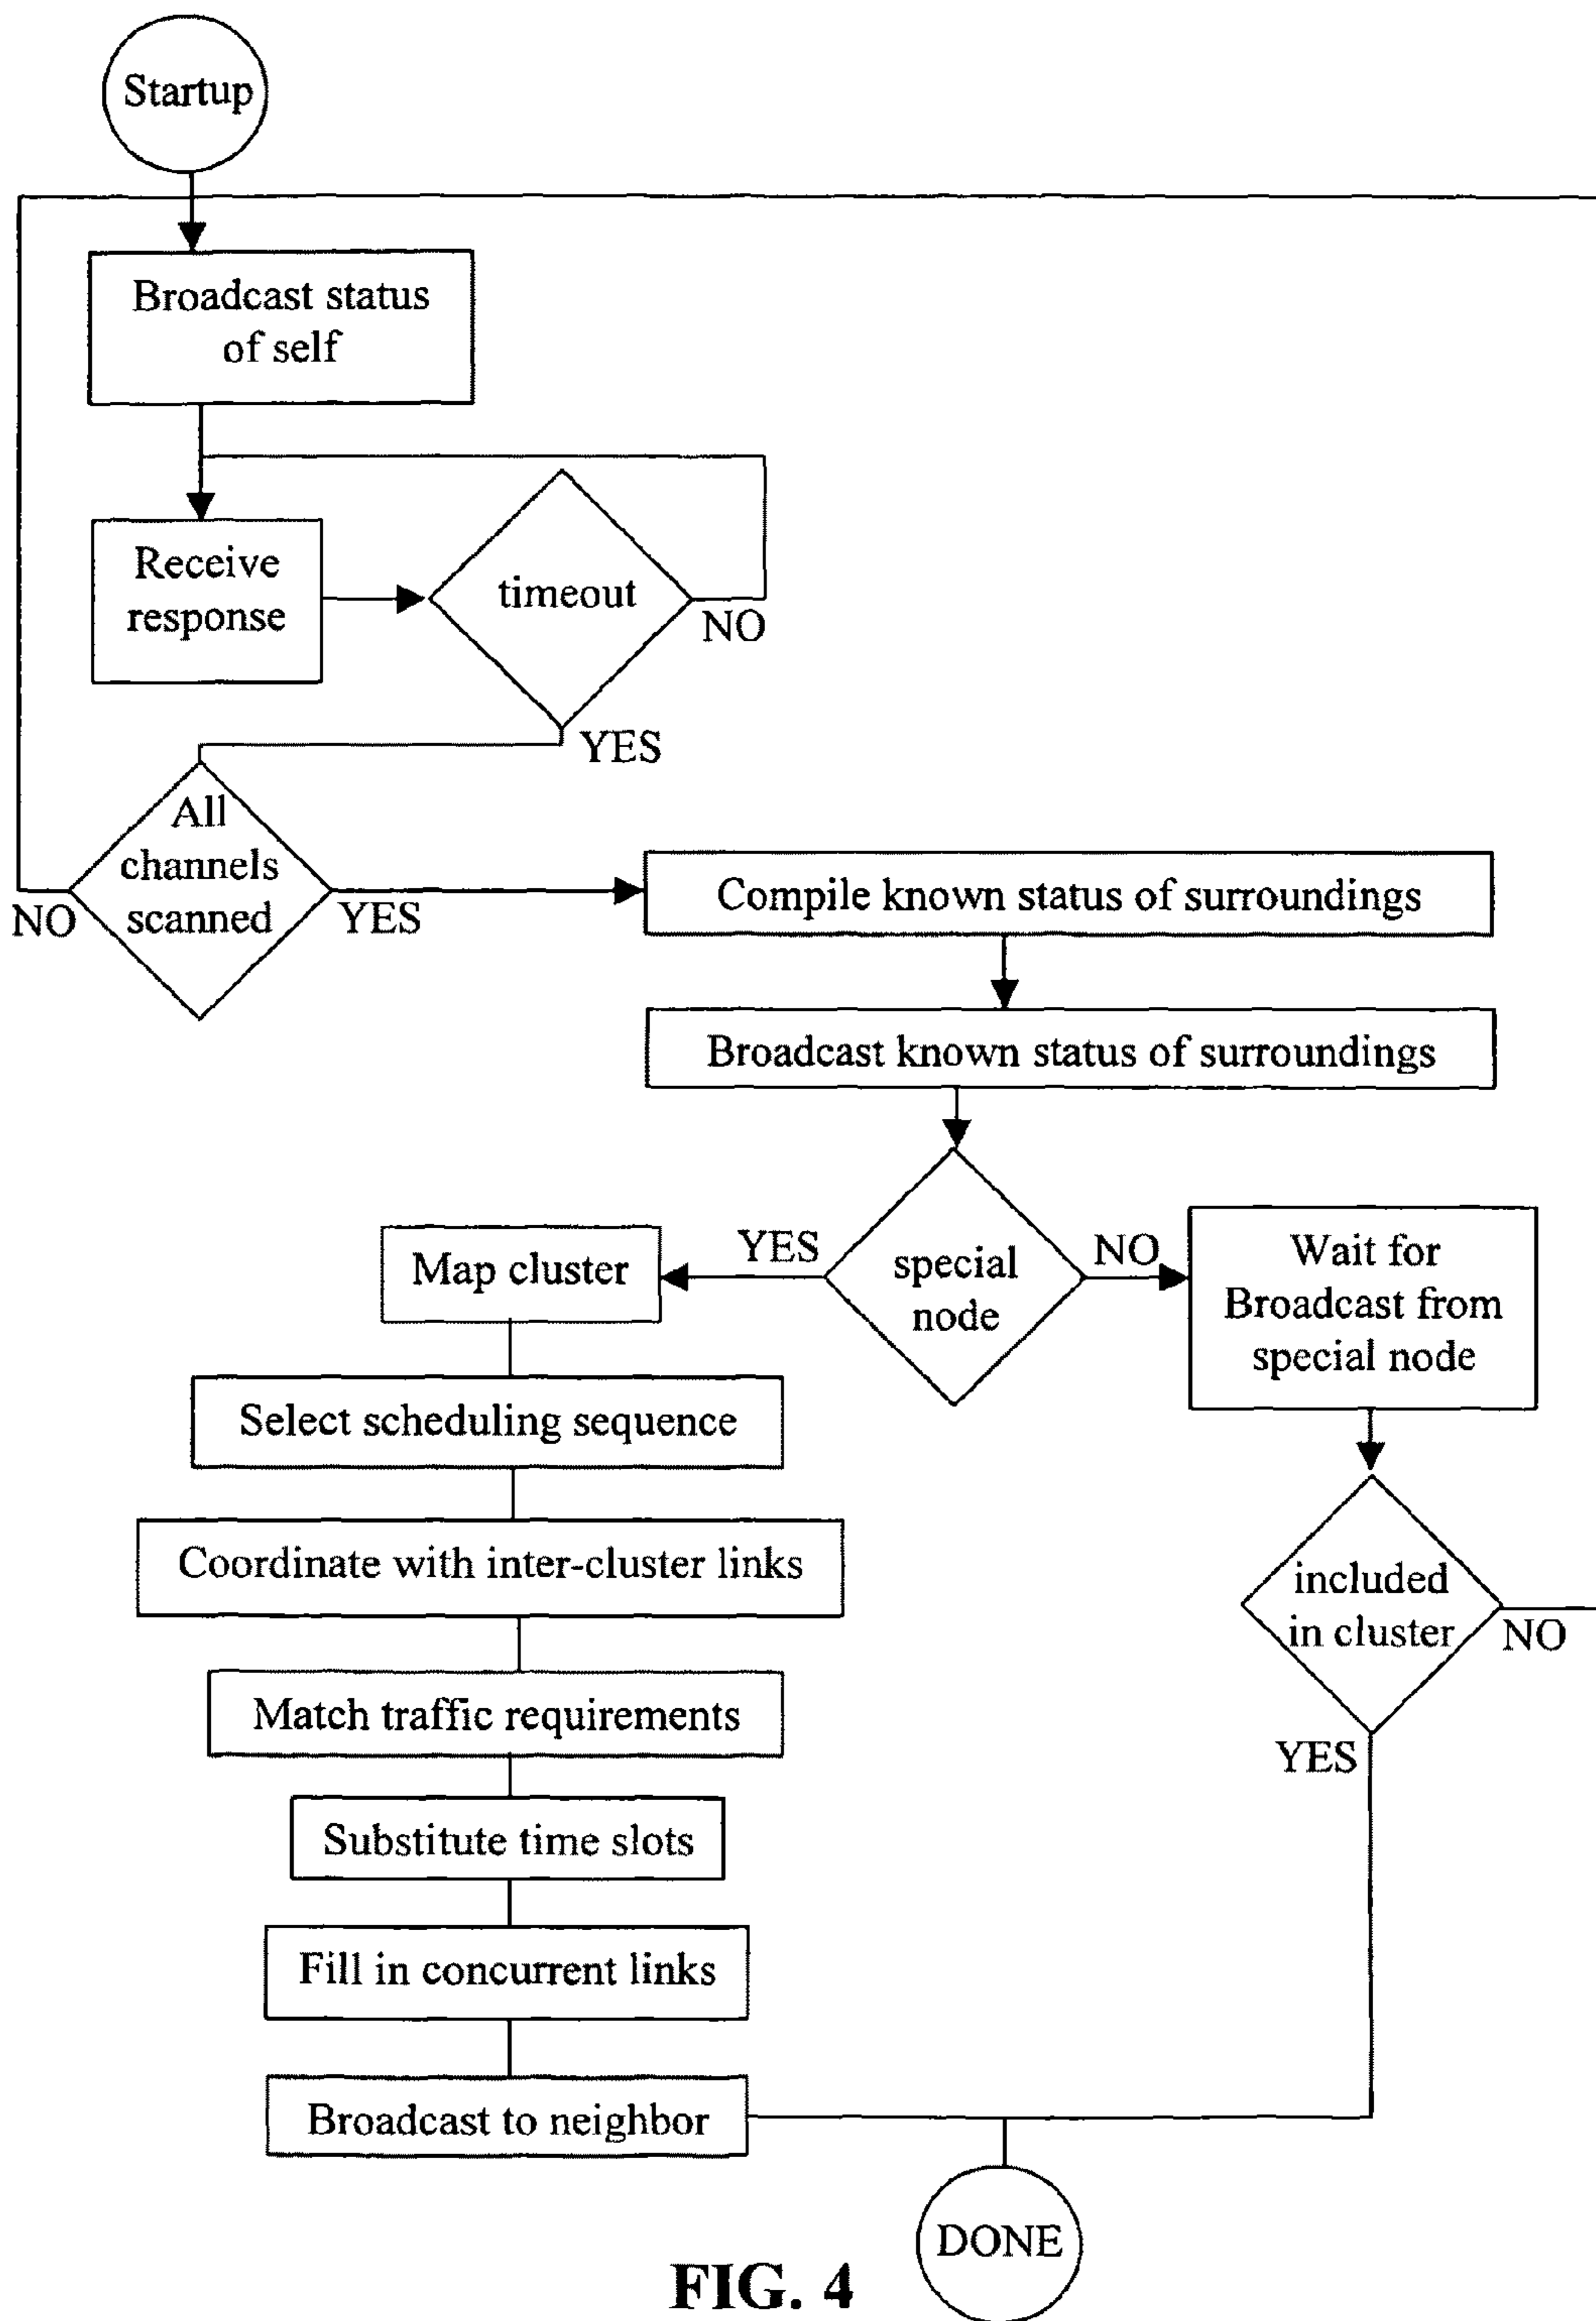 Startup
Broadcast status
of self
Receive
response
timeout
NO
YES
All
channels
scanned
NO
YES
Compile known status of surroundings
Broadcast known status of surroundings
special
node
YES
NO
Map cluster
Wait for
Broadcast from
special node
Select scheduling sequence
Coordinate with inter-cluster links
included
in cluster
NO
YES
Match traffic requirements
Substitute time slots
Fill in concurrent links
Broadcast to neighbor
DONE
FIG. 4